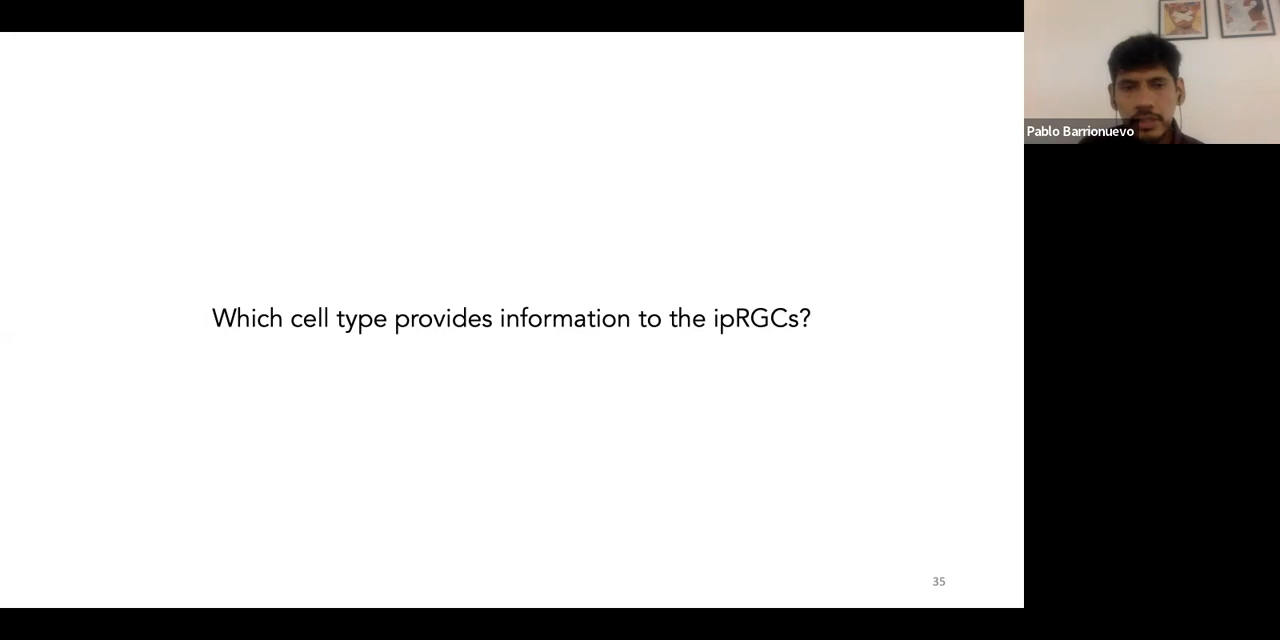 Pablo Barrionuevo
Which cell type provides information to the ipRGCs?
35